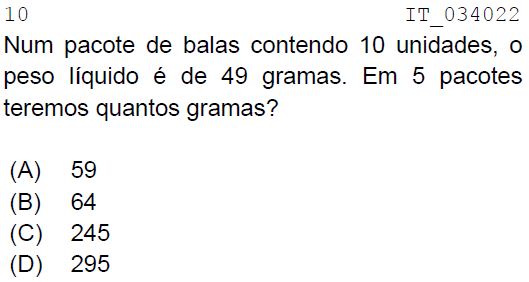 10 IT_034022
Num pacote de balas contendo 10 unidades, o
peso líquido é de 49 gramas. Em 5 pacotes
teremos quantos gramas?
(A) 59
(B) 64
(C) 245
(D) 295